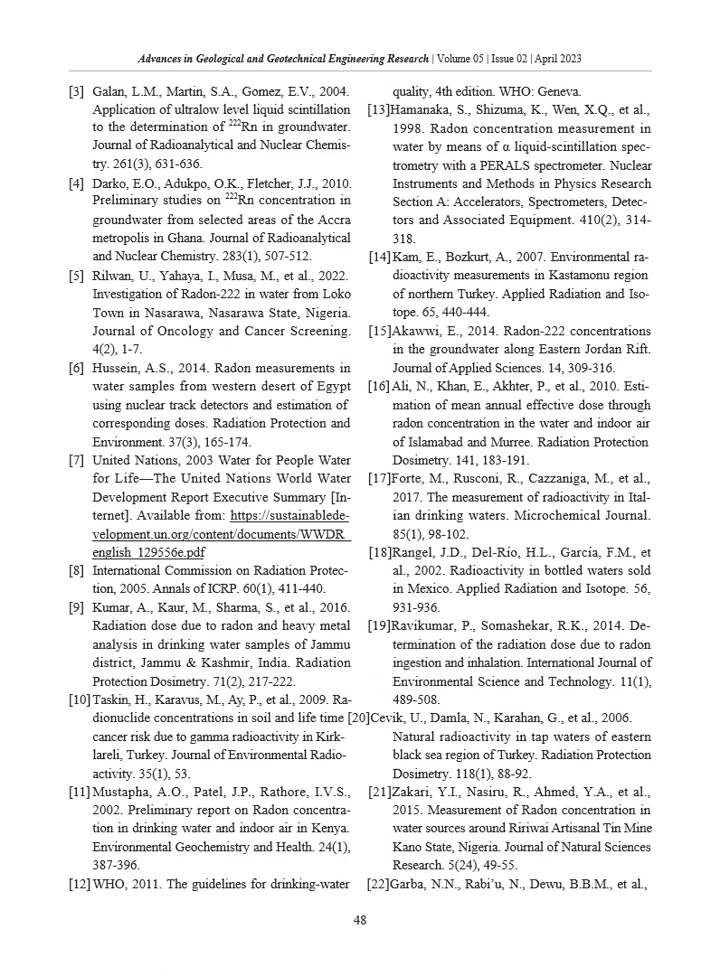 Advances in Geological and Geotechnical Engineering Research | Volume 05 | Issue 02 | April 2023
[3] Galan, L.M., Martin, S.A., Gomez, E.V., 2004.
Application of ultralow level liquid scintillation
to the determination of ²²²Rn in groundwater.
Journal of Radioanalytical and Nuclear Chemis-
try. 261(3), 631-636.
[4] Darko, E.O., Adukpo, O.K., Fletcher, J.J., 2010.
Preliminary studies on ²²²Rn concentration in
groundwater from selected areas of the Accra
metropolis in Ghana. Journal of Radioanalytical
and Nuclear Chemistry. 283(1), 507-512.
[5] Rilwan, U., Yahaya, I., Musa, M., et al., 2022.
Investigation of Radon-222 in water from Loko
Town in Nasarawa, Nasarawa State, Nigeria.
Journal of Oncology and Cancer Screening.
4(2), 1-7.
[6] Hussein, A.S., 2014. Radon measurements in
water samples from western desert of Egypt
using nuclear track detectors and estimation of
corresponding doses. Radiation Protection and
Environment. 37(3), 165-174.
[7] United Nations, 2003 Water for People Water
for Life—The United Nations World Water
Development Report Executive Summary [In-
ternet]. Available from: https://sustainablede-
velopment.un.org/content/documents/WWDR_
english_129556e.pdf
[8] International Commission on Radiation Protec-
tion, 2005. Annals of ICRP. 60(1), 411-440.
[9] Kumar, A., Kaur, M., Sharma, S., et al., 2016.
Radiation dose due to radon and heavy metal
analysis in drinking water samples of Jammu
district, Jammu & Kashmir, India. Radiation
Protection Dosimetry. 71(2), 217-222.
[10] Taskin, H., Karavus, M., Ay, P., et al., 2009. Ra-
dionuclide concentrations in soil and life time
cancer risk due to gamma radioactivity in Kirk-
lareli, Turkey. Journal of Environmental Radio-
activity. 35(1), 53.
[11] Mustapha, A.O., Patel, J.P., Rathore, I.V.S.,
2002. Preliminary report on Radon concentra-
tion in drinking water and indoor air in Kenya.
Environmental Geochemistry and Health. 24(1),
387-396.
[12] WHO, 2011. The guidelines for drinking-water
quality, 4th edition. WHO: Geneva.
[13]Hamanaka, S., Shizuma, K., Wen, X.Q., et al.,
1998. Radon concentration measurement in
water by means of α liquid-scintillation spec-
trometry with a PERALS spectrometer. Nuclear
Instruments and Methods in Physics Research
Section A: Accelerators, Spectrometers, Detec-
tors and Associated Equipment. 410(2), 314-
318.
[14] Kam, E., Bozkurt, A., 2007. Environmental ra-
dioactivity measurements in Kastamonu region
of northern Turkey. Applied Radiation and Iso-
tope. 65, 440-444.
[15]Akawwi, E., 2014. Radon-222 concentrations
in the groundwater along Eastern Jordan Rift.
Journal of Applied Sciences. 14, 309-316.
[16] Ali, N., Khan, E., Akhter, P., et al., 2010. Esti-
mation of mean annual effective dose through
radon concentration in the water and indoor air
of Islamabad and Murree. Radiation Protection
Dosimetry. 141, 183-191.
[17]Forte, M., Rusconi, R., Cazzaniga, M., et al.,
2017. The measurement of radioactivity in Ital-
ian drinking waters. Microchemical Journal.
85(1), 98-102.
[18]Rangel, J.D., Del-Río, H.L., García, F.M., et
al., 2002. Radioactivity in bottled waters sold
in Mexico. Applied Radiation and Isotope. 56,
931-936.
[19]Ravikumar, P., Somashekar, R.K., 2014. De-
termination of the radiation dose due to radon
ingestion and inhalation. International Journal of
Environmental Science and Technology. 11(1),
489-508.
[20]Cevik, U., Damla, N., Karahan, G., et al., 2006.
Natural radioactivity in tap waters of eastern
black sea region of Turkey. Radiation Protection
Dosimetry. 118(1), 88-92.
[21]Zakari, Y.I., Nasiru, R., Ahmed, Y.A., et al.,
2015. Measurement of Radon concentration in
water sources around Ririwai Artisanal Tin Mine
Kano State, Nigeria. Journal of Natural Sciences
Research. 5(24), 49-55.
[22]Garba, N.N., Rabi’u, N., Dewu, B.B.M., et al.,
48